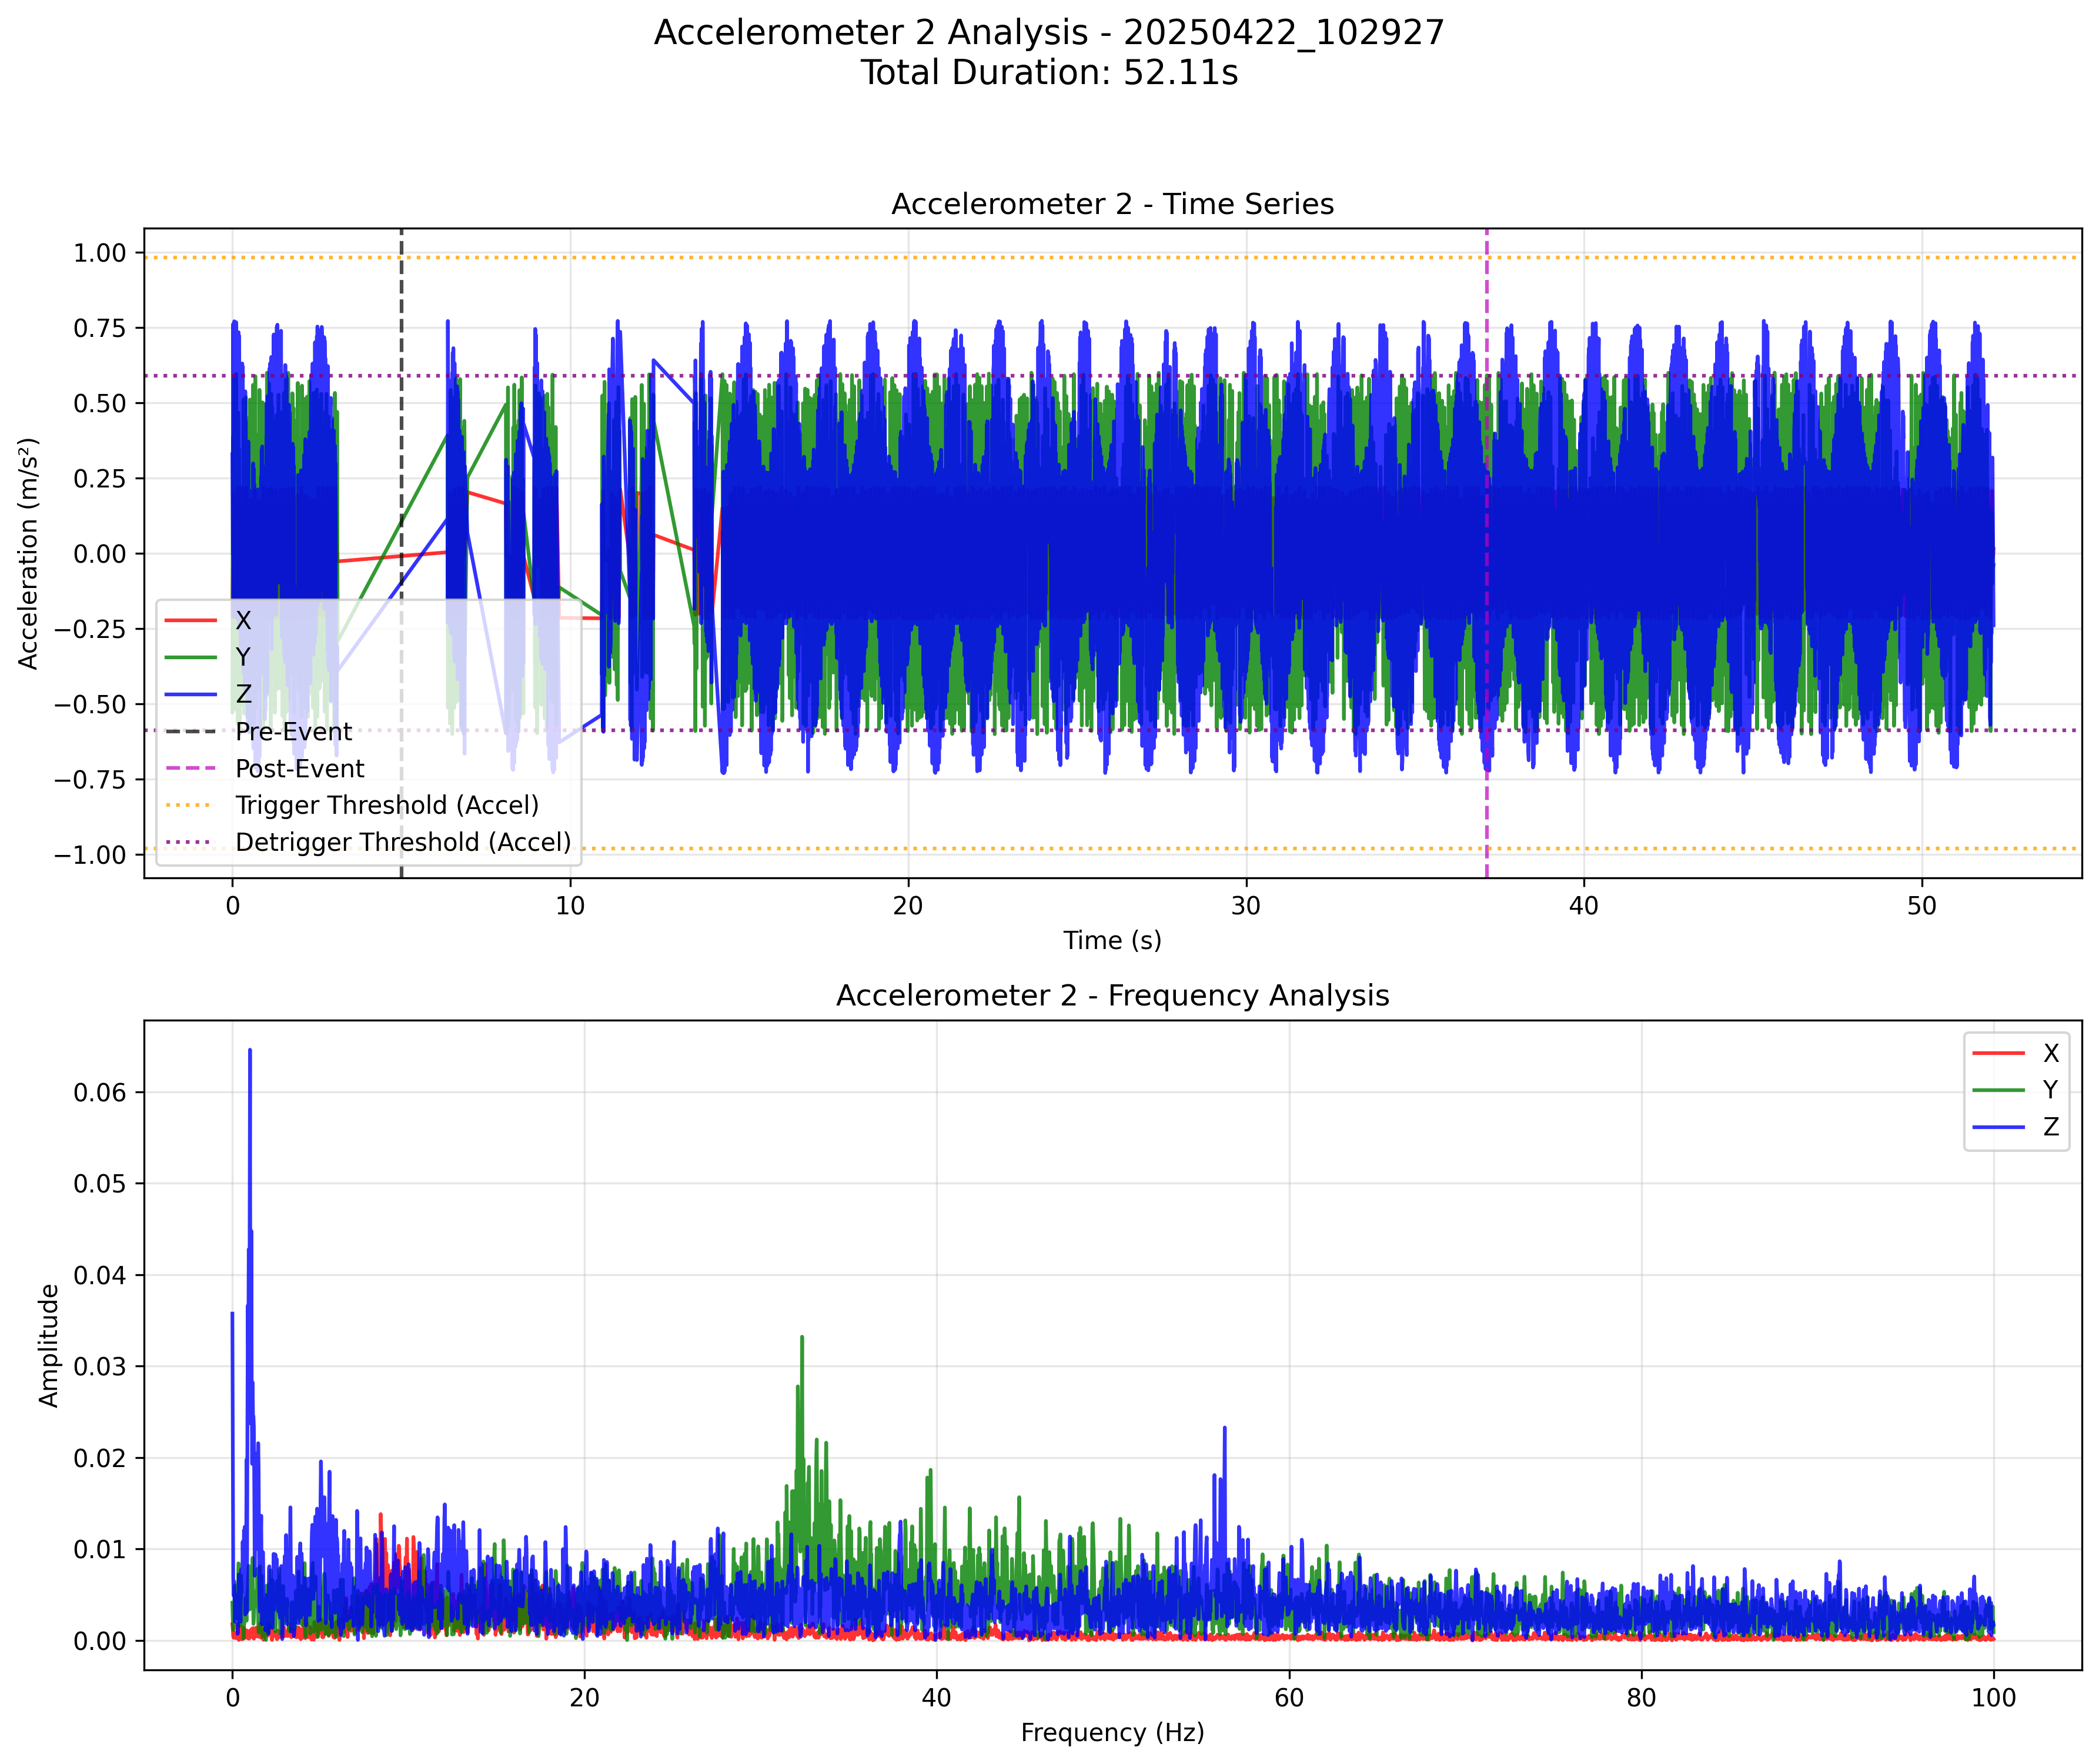 Accelerometer 2 Analysis - 20250422_102927
Total Duration: 52.11s
Accelerometer 2 - Time Series
Acceleration (m/s²)
1.00
0.75
0.50
0.25
0.00
−0.25
−0.50
−0.75
−1.00
X
Y
Z
Pre-Event
Post-Event
Trigger Threshold (Accel)
Detrigger Threshold (Accel)
0 10 20 30 40 50
Time (s)
Accelerometer 2 - Frequency Analysis
Amplitude
0.06
0.05
0.04
0.03
0.02
0.01
0.00
X
Y
Z
0 20 40 60 80 100
Frequency (Hz)